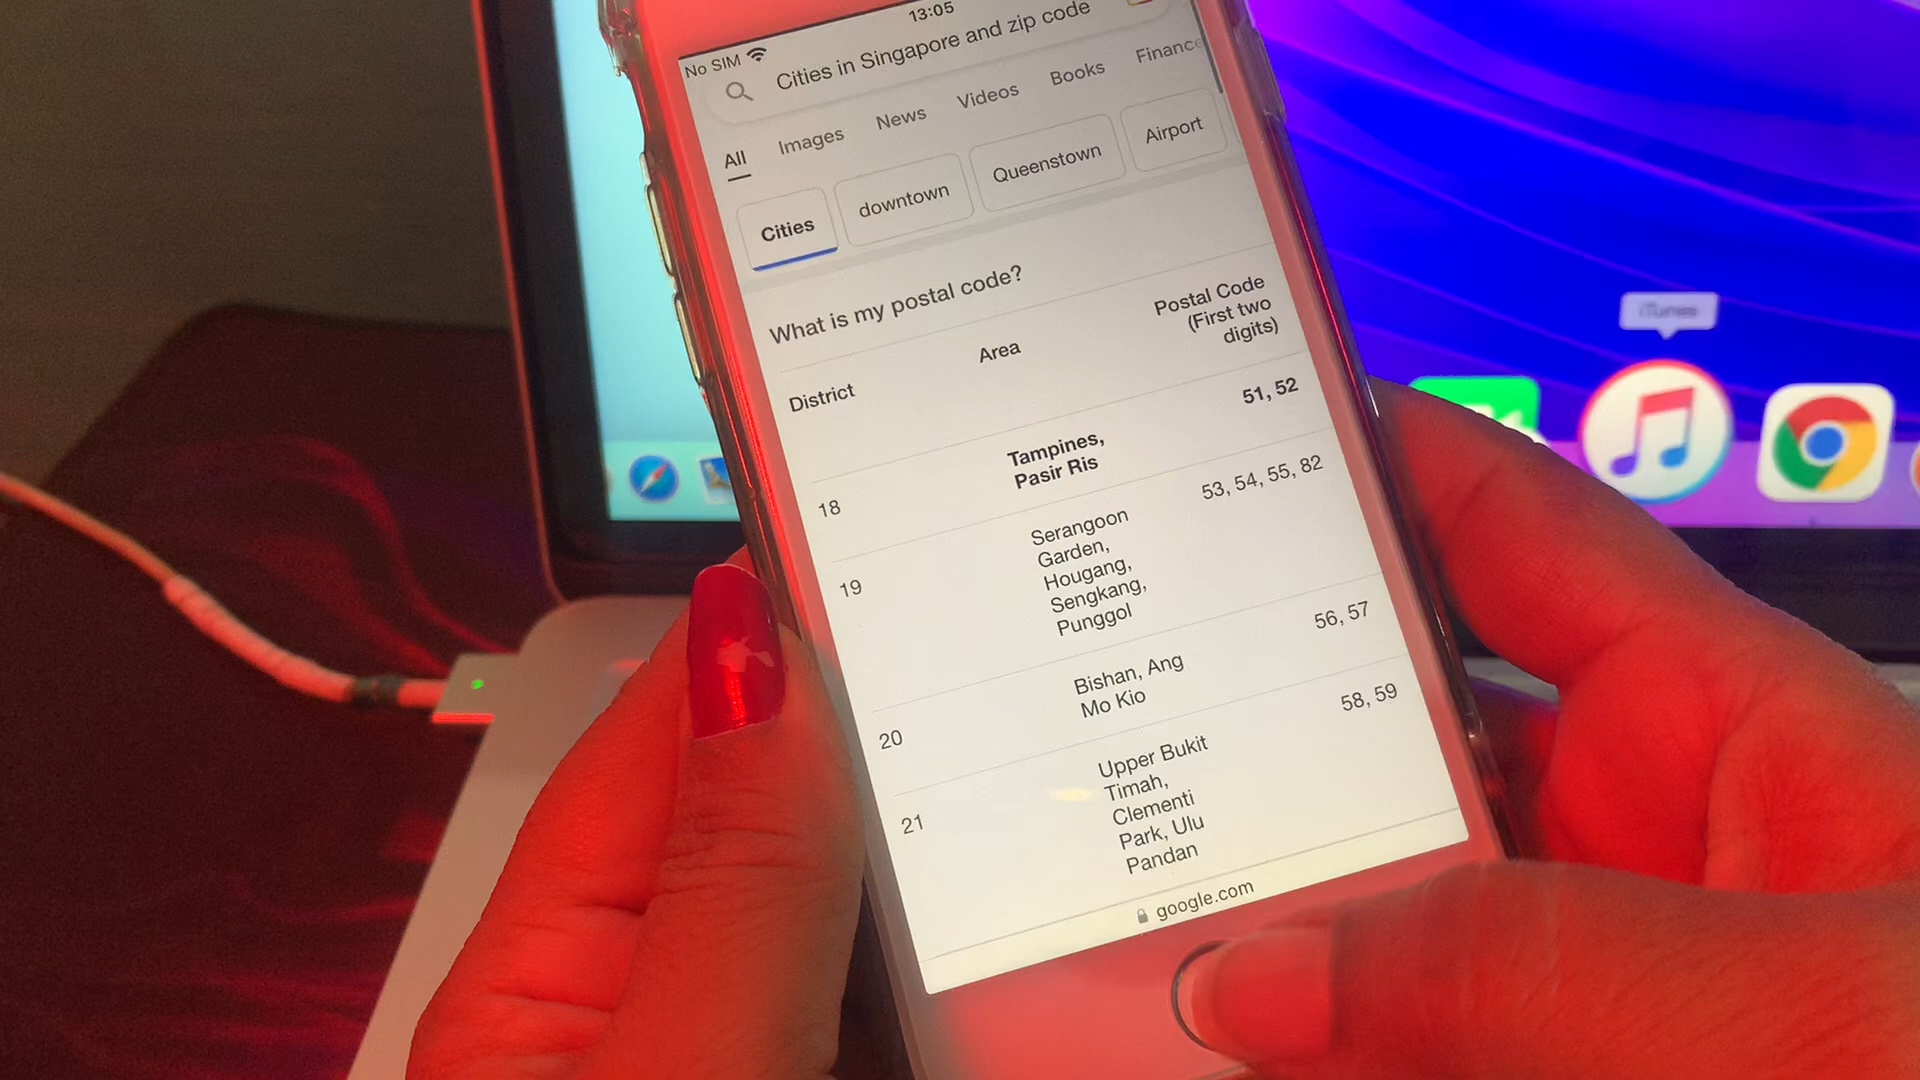 13:05
No SIM
Cities in Singapore and zip code
All Images News Videos Books Finance
Cities downtown Queenstown Airport
What is my postal code?
District Area Postal Code
(First two
digits)
18 Tampines, 51, 52
Pasir Ris
19 Serangoon 53, 54, 55, 82
Garden,
Hougang,
Sengkang,
Punggol
20 Bishan, Ang 56, 57
Mo Kio
21 Upper Bukit 58, 59
Timah,
Clementi
Park, Ulu
Pandan
google.com
iTunes